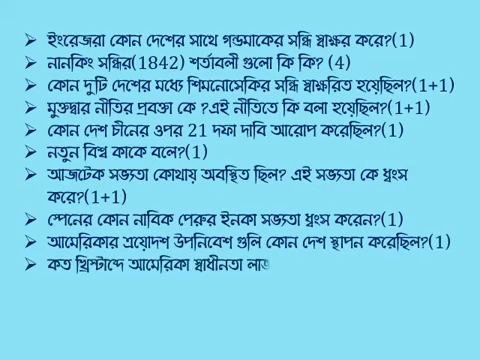 ➤ ইংরেজরা কোন দেশের সাথে গন্ডমাকের সন্ধি স্বাক্ষর করে?(1)
➤ নানকিং সন্ধির(1842) শর্তাবলী গুলো কি কি? (4)
➤ কোন দু'টি দেশের মধ্যে শিমনোসেকির সন্ধি স্বাক্ষরিত হয়েছিল?(1+1)
➤ মুক্তদ্বার নীতির প্রবক্তা কে ?এই নীতিতে কি বলা হয়েছিল?(1+1)
➤ কোন দেশ চীনের ওপর 21 দফা দাবি আরোপ করেছিল?(1)
➤ নতুন বিশ্ব কাকে বলে?(1)
➤ আজটেক সভ্যতা কোথায় অবস্থিত ছিল? এই সভ্যতা কে ধ্বংস
করে?(1+1)
➤ স্পেনের কোন নাবিক পেরুর ইনকা সভ্যতা ধ্বংস করেন?(1)
➤ আমেরিকার ত্রয়োদশ উপনিবেশ গুলি কোন দেশ স্থাপন করেছিল?(1)
➤ কত খ্রিস্টাব্দে আমেরিকা স্বাধীনতা